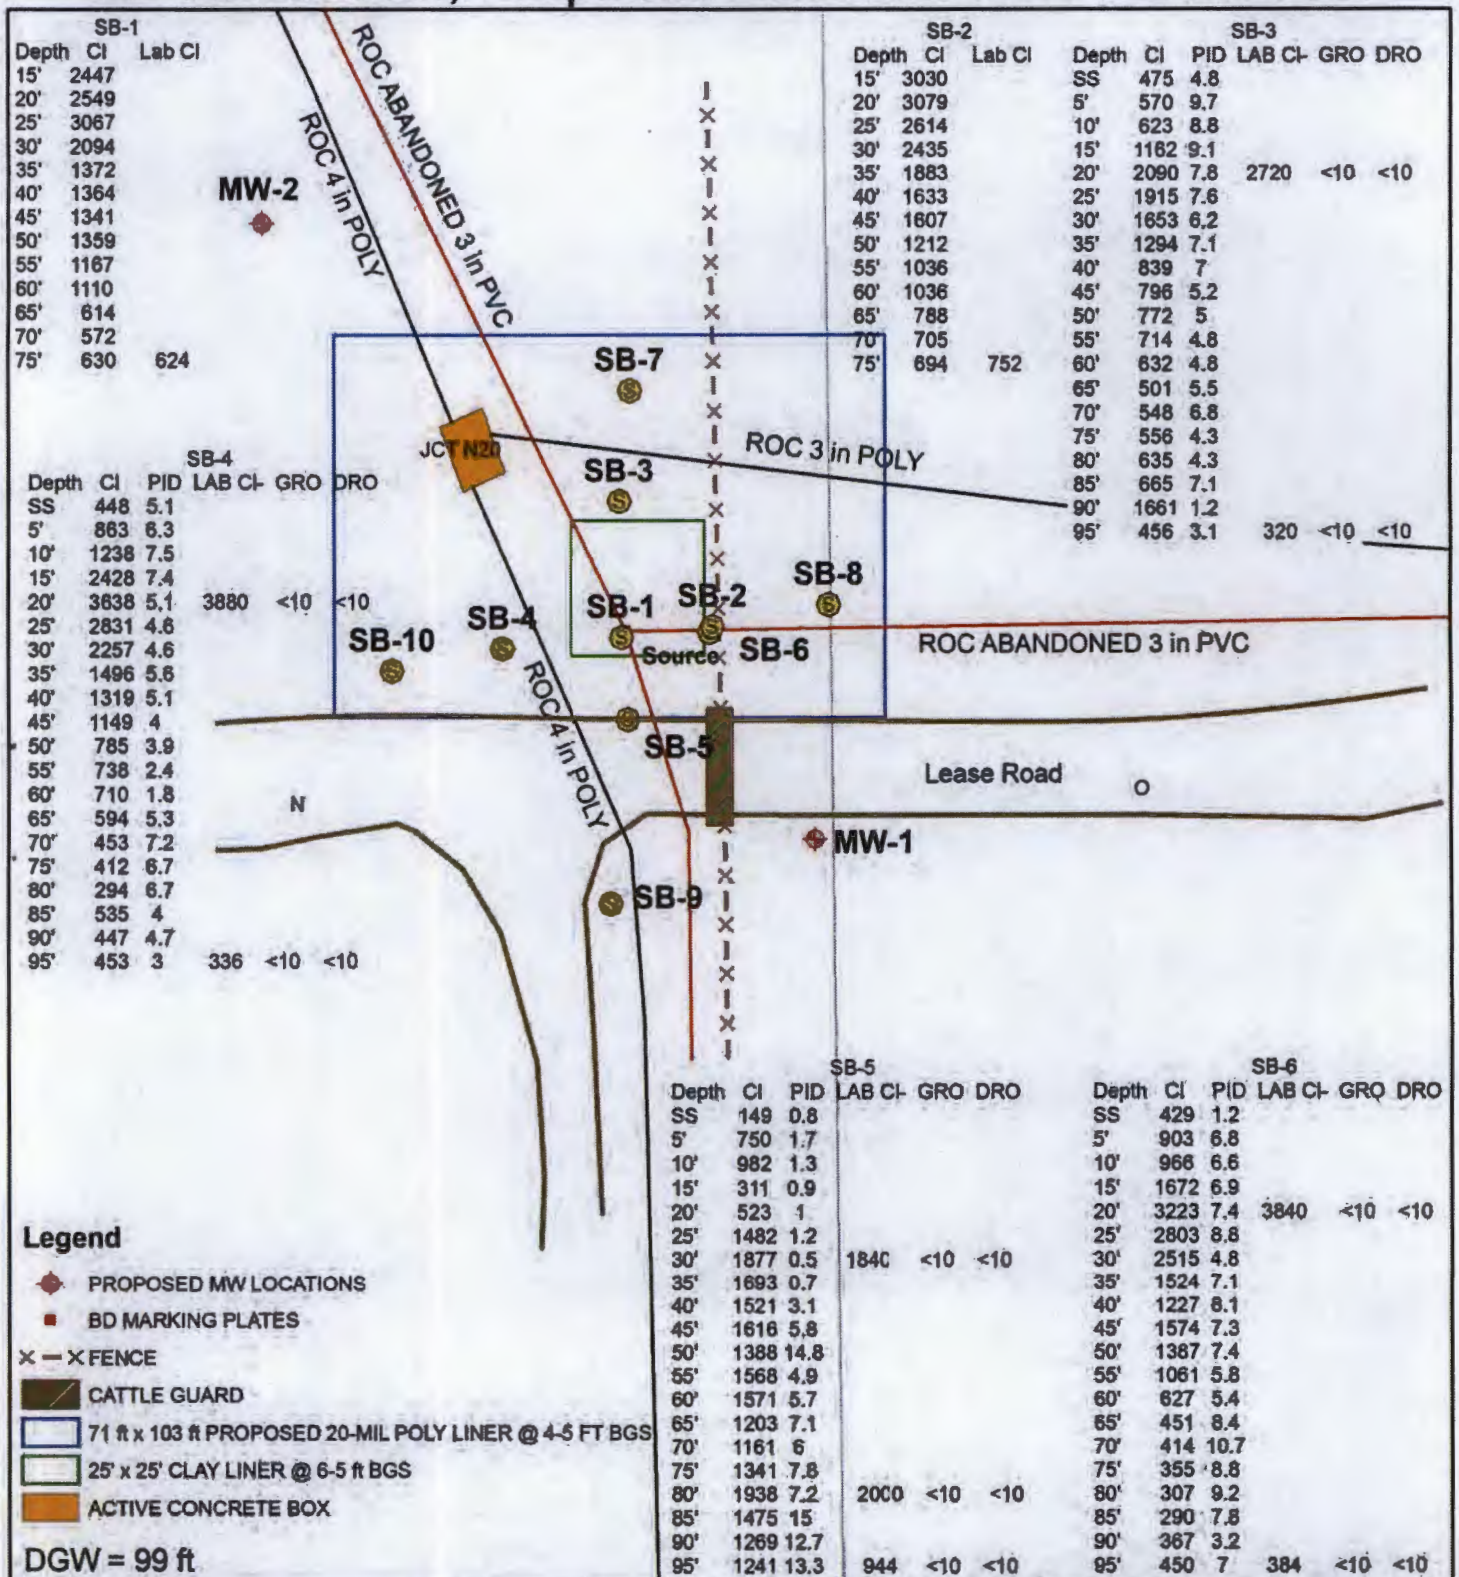 SB-1
Depth Cl Lab Cl
15' 2447
20' 2549
25' 3067
30' 2094
35' 1372
40' 1364
45' 1341
50' 1359
55' 1167
60' 1110
65' 614
70' 572
75' 630 624
SB-2
Depth Cl Lab Cl
15' 3030
20' 3079
25' 2614
30' 2435
35' 1883
40' 1633
45' 1607
50' 1212
55' 1036
60' 1036
65' 788
70' 705
75' 694 752
SB-3
Depth Cl PID LAB Cl- GRO DRO
SS 475 4.8
5' 570 9.7
10' 623 8.8
15' 1162 9.1
20' 2090 7.8 2720 <10 <10
25' 1915 7.6
30' 1653 6.2
35' 1294 7.1
40' 839 7
45' 796 5.2
50' 772 5
55' 714 4.8
60' 632 4.8
65' 501 5.5
70' 548 6.8
75' 556 4.3
80' 635 4.3
85' 665 7.1
90' 1661 1.2
95' 456 3.1 320 <10 <10
ROC ABANDONED 3 in PVC
ROC 4 in POLY
MW-2
SB-7
JCT N20
ROC 3 in POLY
SB-3
SB-8
SB-1
SB-2
SB-4
SB-10
Source
SB-6
ROC ABANDONED 3 in PVC
ROC 4 in POLY
SB-5
Lease Road
N
O
MW-1
SB-9
SB-4
Depth Cl PID LAB Cl- GRO DRO
SS 448 5.1
5' 863 6.3
10' 1238 7.5
15' 2428 7.4
20' 3638 5.1 3880 <10 <10
25' 2831 4.6
30' 2257 4.6
35' 1496 5.6
40' 1319 5.1
45' 1149 4
50' 785 3.9
55' 738 2.4
60' 710 1.8
65' 594 5.3
70' 453 7.2
75' 412 6.7
80' 294 6.7
85' 535 4
90' 447 4.7
95' 453 3 336 <10 <10
SB-5
Depth Cl PID LAB Cl- GRO DRO
SS 149 0.8
5' 750 1.7
10' 982 1.3
15' 311 0.9
20' 523 1
25' 1482 1.2
30' 1877 0.5 1840 <10 <10
35' 1693 0.7
40' 1521 3.1
45' 1616 5.8
50' 1388 14.8
55' 1568 4.9
60' 1571 5.7
65' 1203 7.1
70' 1161 6
75' 1341 7.8
80' 1938 7.2 2000 <10 <10
85' 1475 15
90' 1269 12.7
95' 1241 13.3 944 <10 <10
SB-6
Depth Cl PID LAB Cl- GRO DRO
SS 429 1.2
5' 903 6.8
10' 966 6.6
15' 1672 6.9
20' 3223 7.4 3840 <10 <10
25' 2803 8.8
30' 2515 4.8
35' 1524 7.1
40' 1227 8.1
45' 1574 7.3
50' 1387 7.4
55' 1061 5.8
60' 627 5.4
65' 451 8.4
70' 414 10.7
75' 355 8.8
80' 307 9.2
85' 290 7.8
90' 367 3.2
95' 450 7 384 <10 <10
Legend
PROPOSED MW LOCATIONS
BD MARKING PLATES
FENCE
CATTLE GUARD
71 ft x 103 ft PROPOSED 20-MIL POLY LINER @ 4-5 FT BGS
25' x 25' CLAY LINER @ 6-5 ft BGS
ACTIVE CONCRETE BOX
DGW = 99 ft